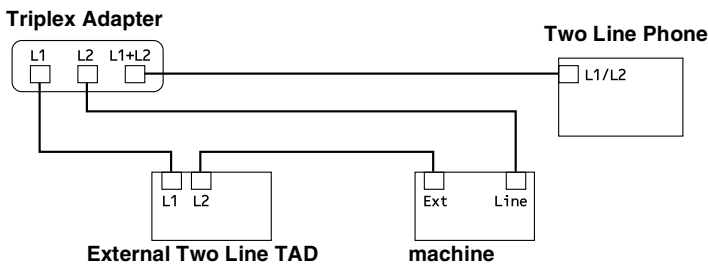 Triplex Adapter
Two Line Phone
L1 L2 L1+L2
L1/L2
L1 L2
Ext Line
External Two Line TAD
machine